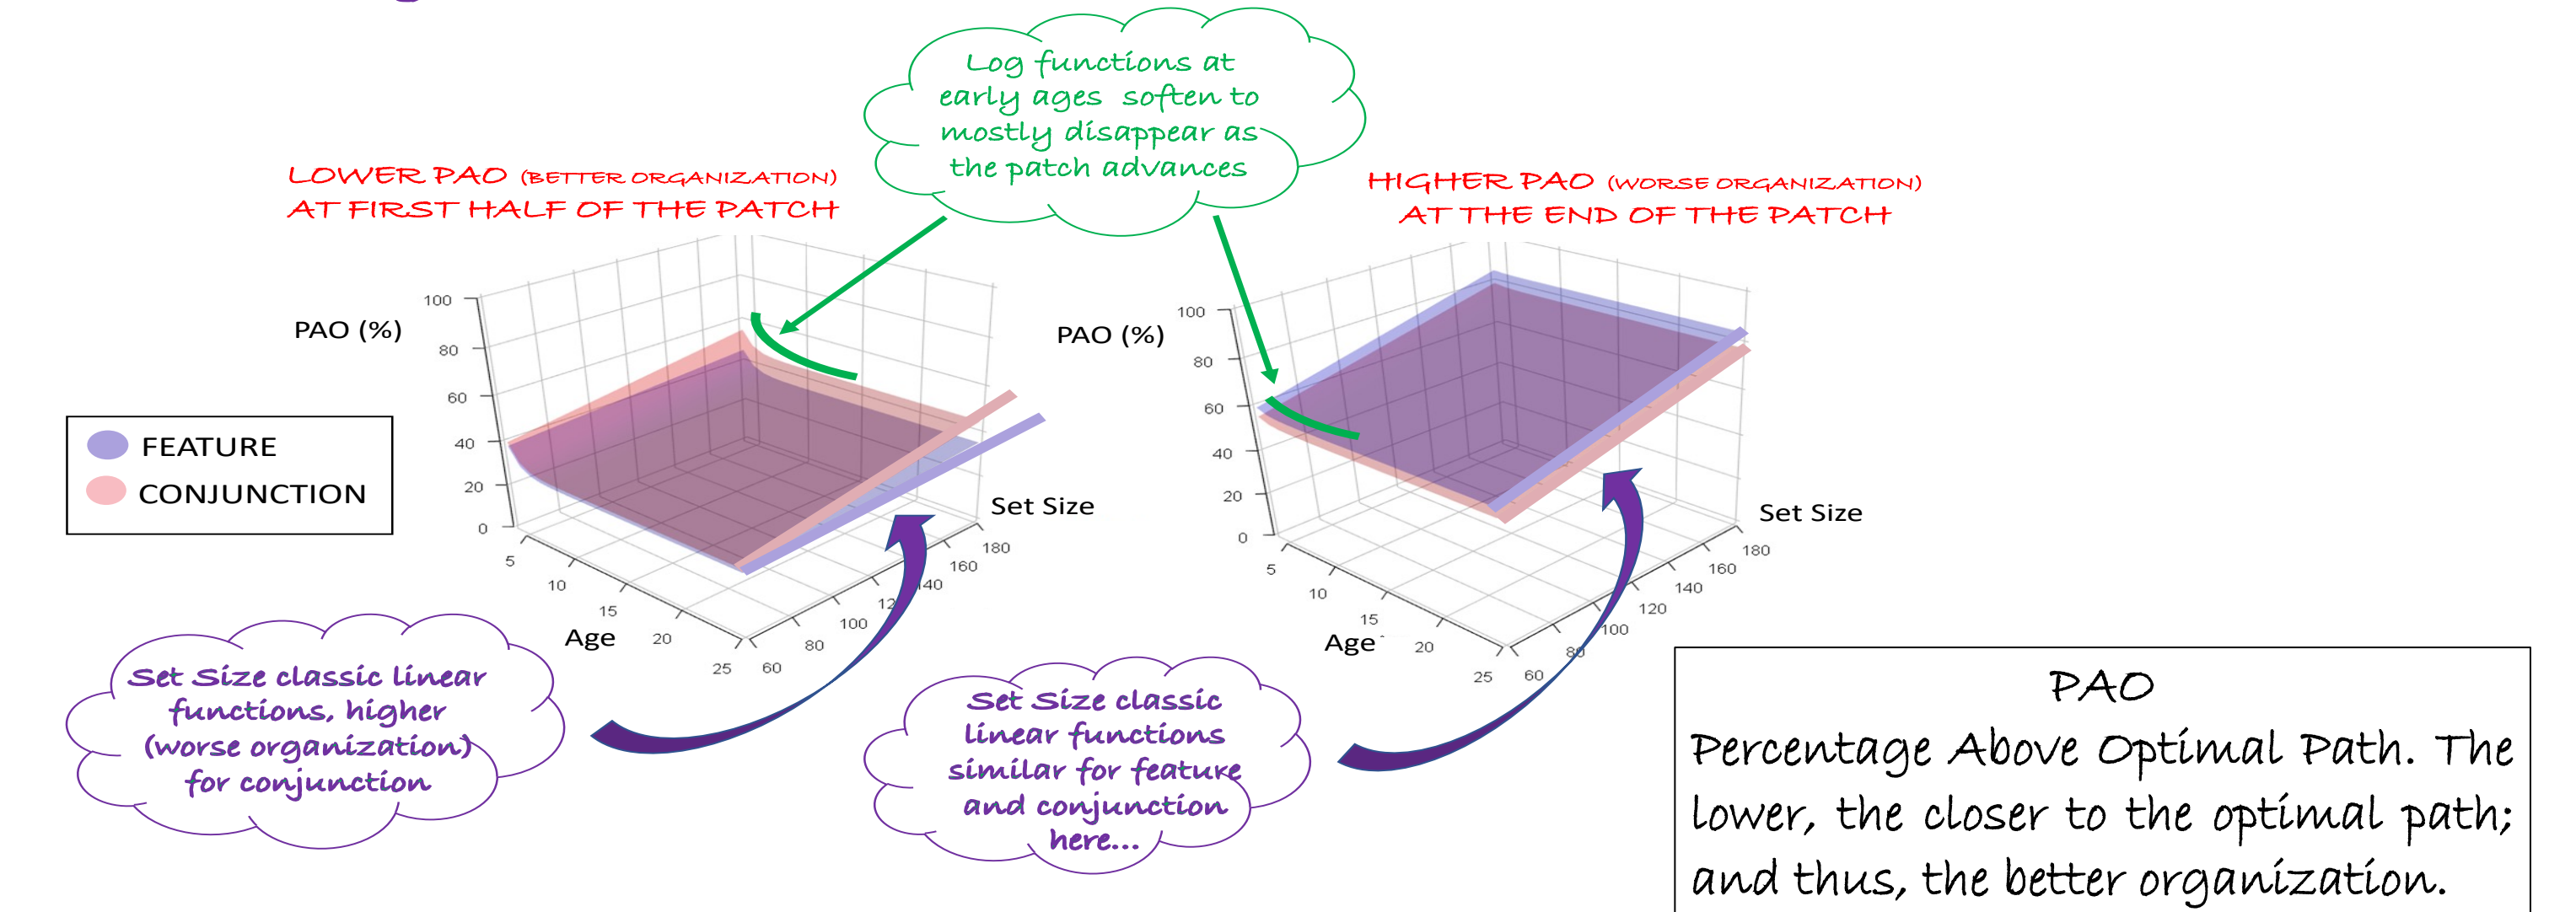 Log functions at
early ages soften to
mostly disappear as
the patch advances
LOWER PAO (BETTER ORGANIZATION)
AT FIRST HALF OF THE PATCH
HIGHER PAO (WORSE ORGANIZATION)
AT THE END OF THE PATCH
PAO (%)
100
80
60
40
20
0
5
10
15
20
25
Age
60
80
100
120
140
160
180
Set Size
PAO (%)
100
80
60
40
20
0
5
10
15
20
25
Age
60
80
100
120
140
160
180
Set Size
FEATURE
CONJUNCTION
Set Size classic linear
functions, higher
(worse organization)
for conjunction
Set Size classic
linear functions
similar for feature
and conjunction
here...
PAO
Percentage Above Optimal Path. The
lower, the closer to the optimal path;
and thus, the better organization.